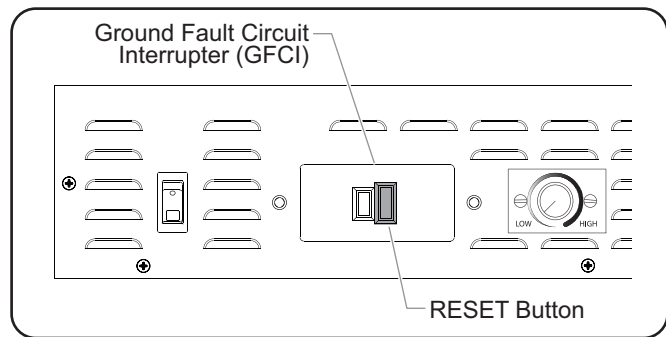 Ground Fault Circuit
Interrupter (GFCI)
LOW
HIGH
RESET Button